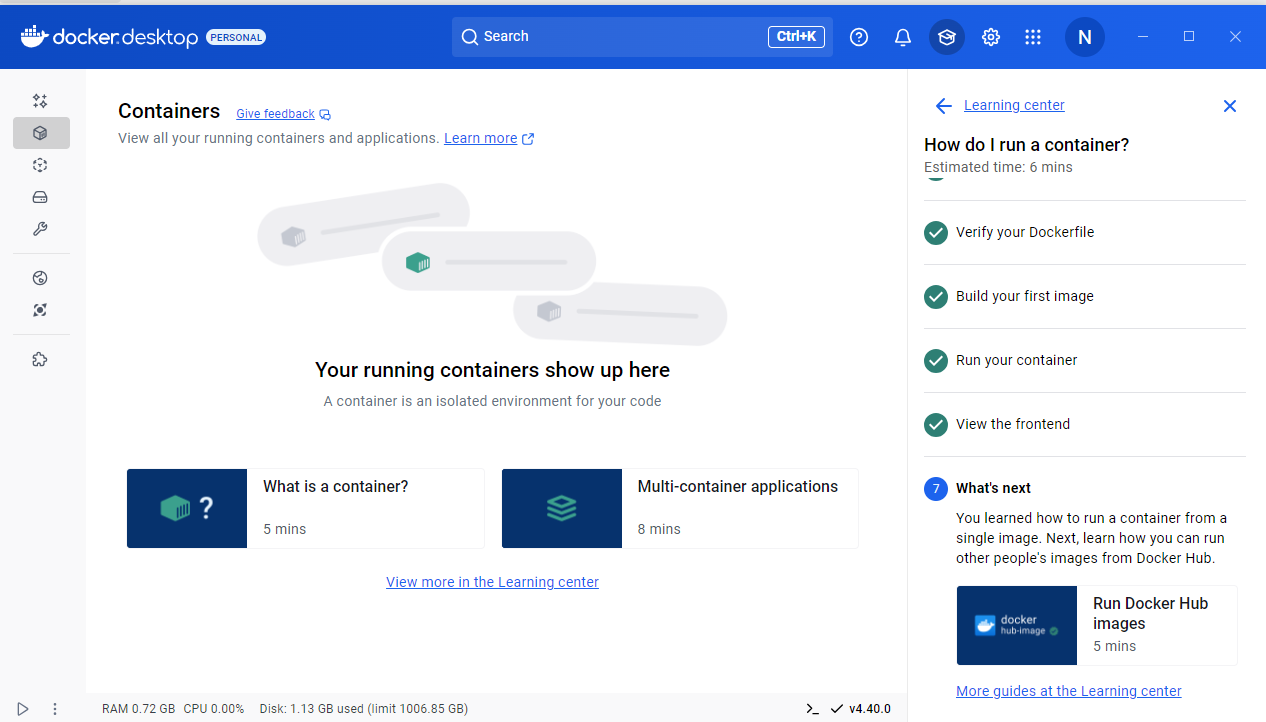 docker.desktop PERSONAL
Search
Ctrl+K
N
Containers
Give feedback
View all your running containers and applications. Learn more
Your running containers show up here
A container is an isolated environment for your code
?
What is a container?
5 mins
Multi-container applications
8 mins
View more in the Learning center
Learning center
How do I run a container?
Estimated time: 6 mins
Verify your Dockerfile
Build your first image
Run your container
View the frontend
7
What's next
You learned how to run a container from a
single image. Next, learn how you can run
other people's images from Docker Hub.
docker
hub-image
Run Docker Hub
images
5 mins
More guides at the Learning center
RAM 0.72 GB CPU 0.00% Disk: 1.13 GB used (limit 1006.85 GB)
v4.40.0